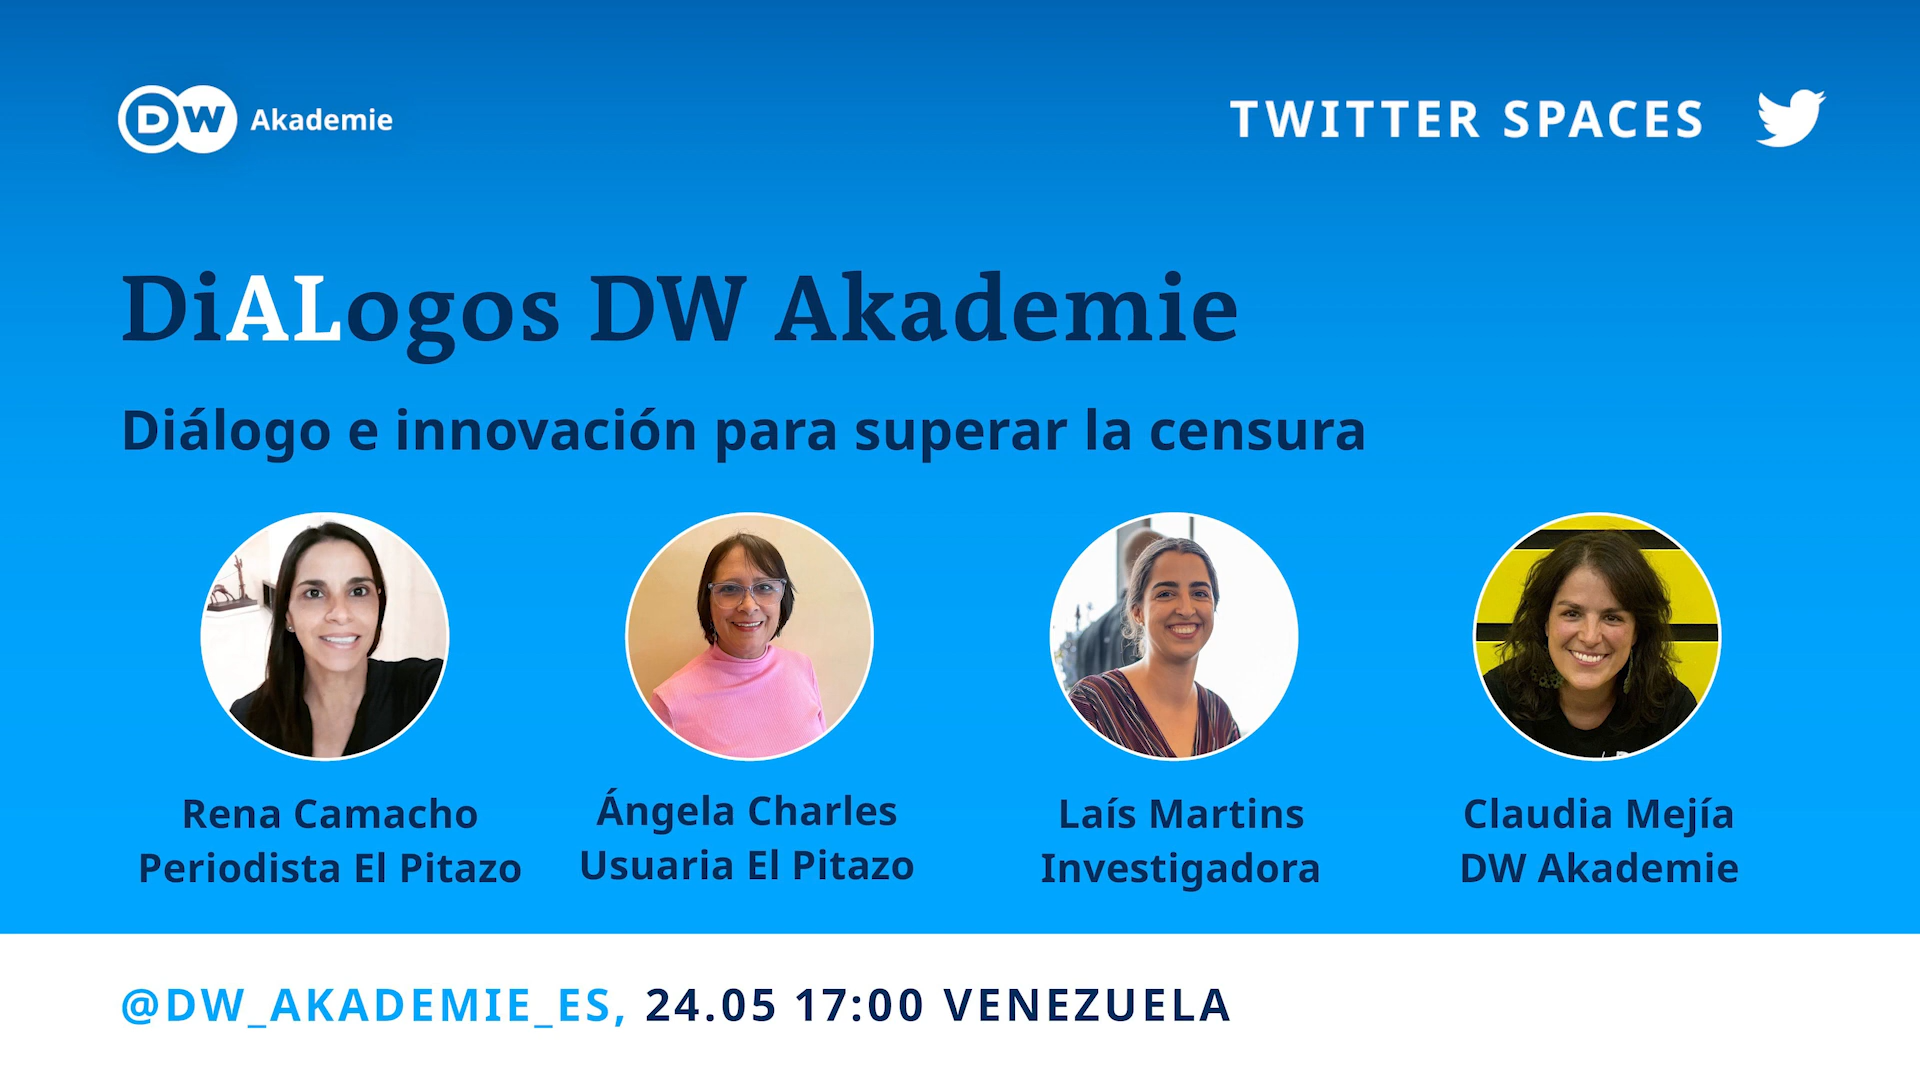 DW Akademie
TWITTER SPACES
DiALogos DW Akademie
Diálogo e innovación para superar la censura
Rena Camacho
Periodista El Pitazo
Ángela Charles
Usuaria El Pitazo
Laís Martins
Investigadora
Claudia Mejía
DW Akademie
@DW_AKADEMIE_ES, 24.05 17:00 VENEZUELA